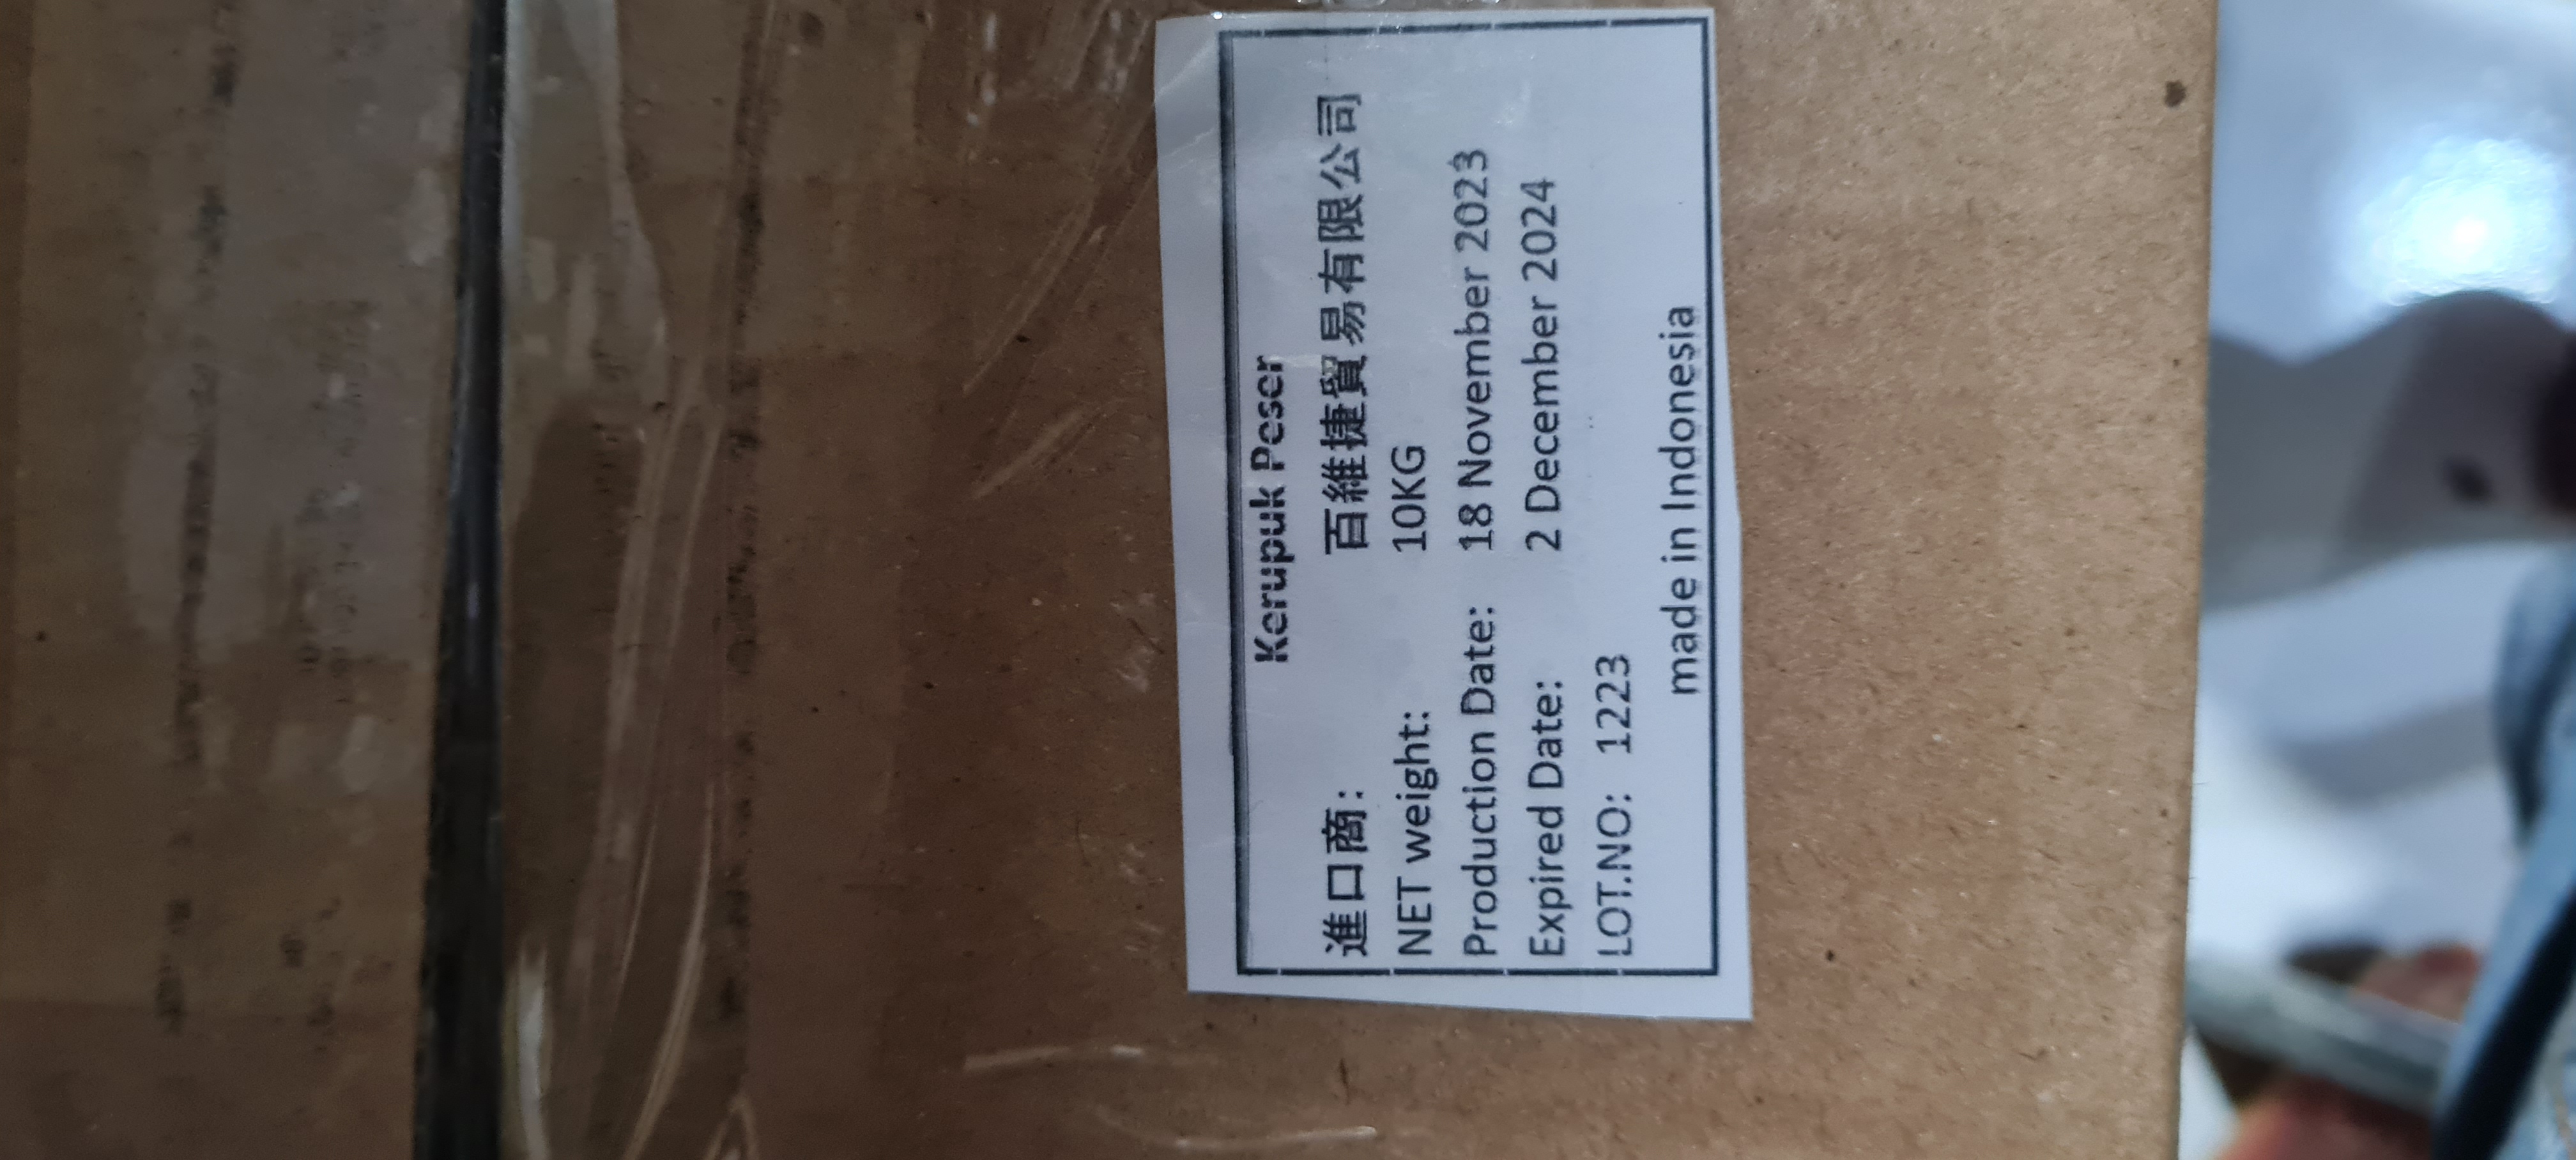 Kerupuk Peser
進口商: 百維捷貿易有限公司
NET weight: 10KG
Production Date: 18 November 2023
Expired Date: 2 December 2024
LOT.NO: 1223
made in Indonesia